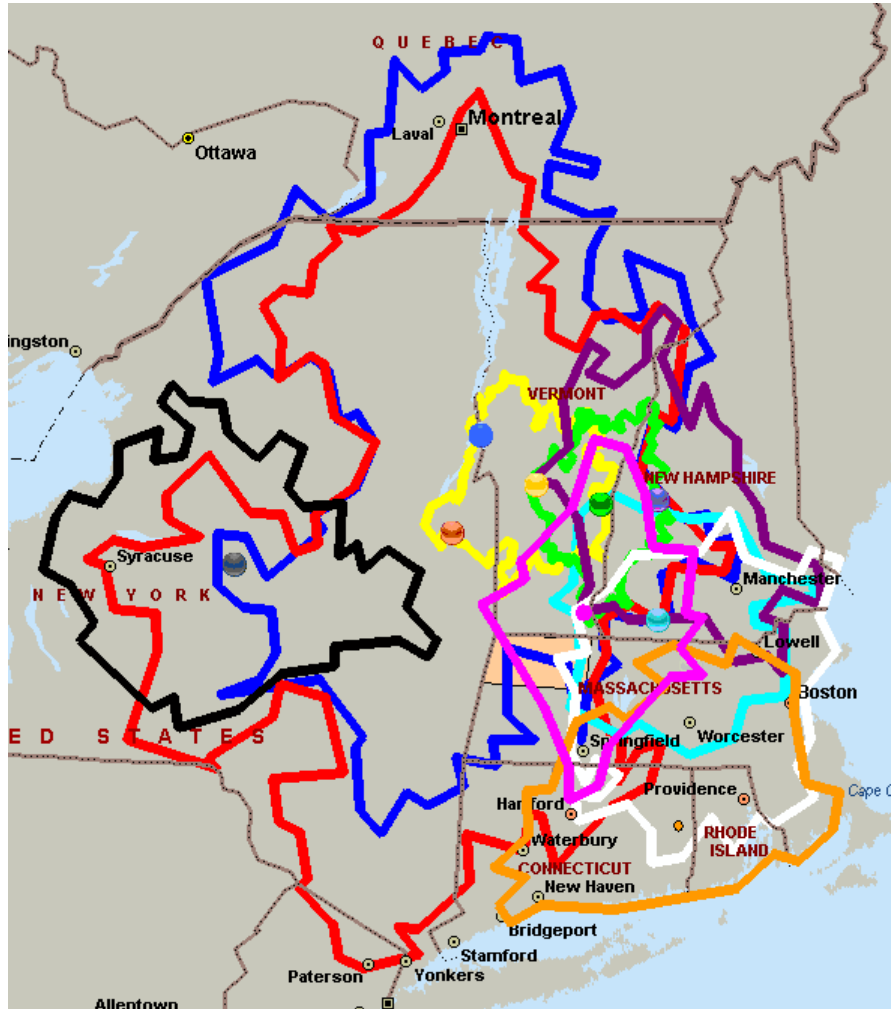 QUEBEC
Montreal
Laval
Ottawa
ingston
VERMONT
NEW HAMPSHIRE
Syracuse
Manchester
NEW YORK
Lowell
MASSACHUSETTS
Boston
Worcester
ED STATES
Springfield
Providence
Cape C
Hartford
RHODE
ISLAND
Waterbury
CONNECTICUT
New Haven
Bridgeport
Stamford
Paterson
Yonkers
Allentown